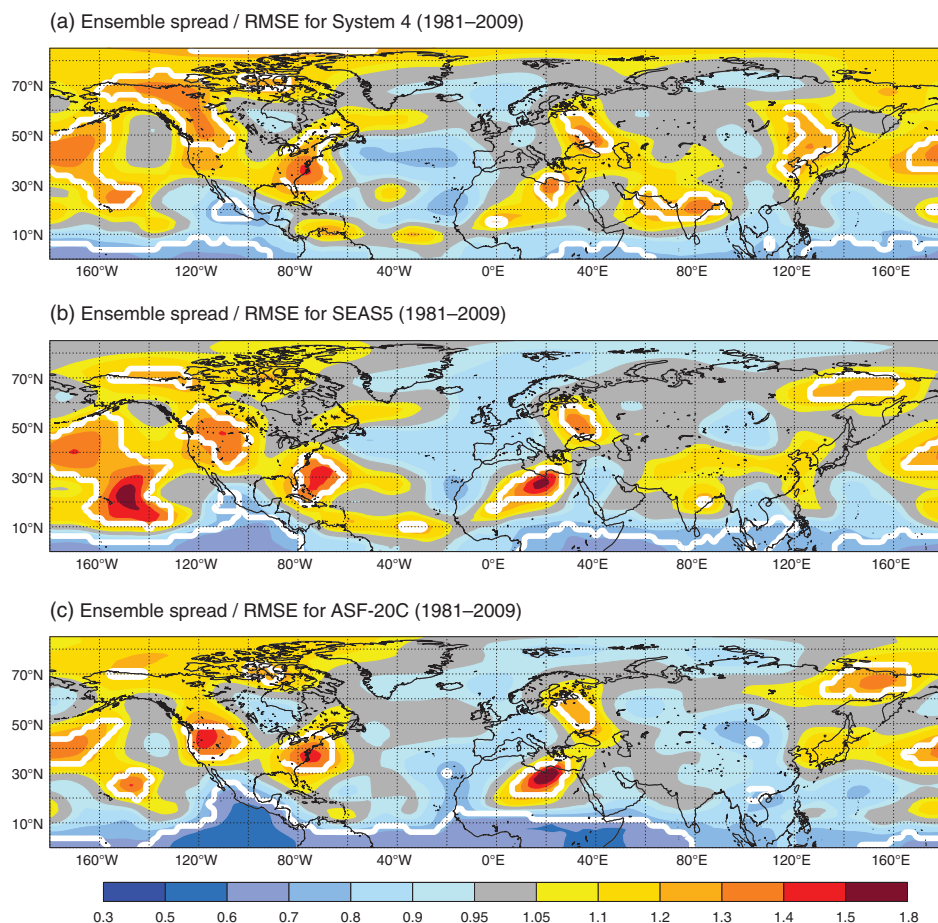 (a) Ensemble spread / RMSE for System 4 (1981–2009)
70°N
50°N
30°N
10°N
160°W 120°W 80°W 40°W 0°E 40°E 80°E 120°E 160°E
(b) Ensemble spread / RMSE for SEAS5 (1981–2009)
70°N
50°N
30°N
10°N
160°W 120°W 80°W 40°W 0°E 40°E 80°E 120°E 160°E
(c) Ensemble spread / RMSE for ASF-20C (1981–2009)
70°N
50°N
30°N
10°N
160°W 120°W 80°W 40°W 0°E 40°E 80°E 120°E 160°E
0.3 0.5 0.6 0.7 0.8 0.9 0.95 1.05 1.1 1.2 1.3 1.4 1.5 1.8